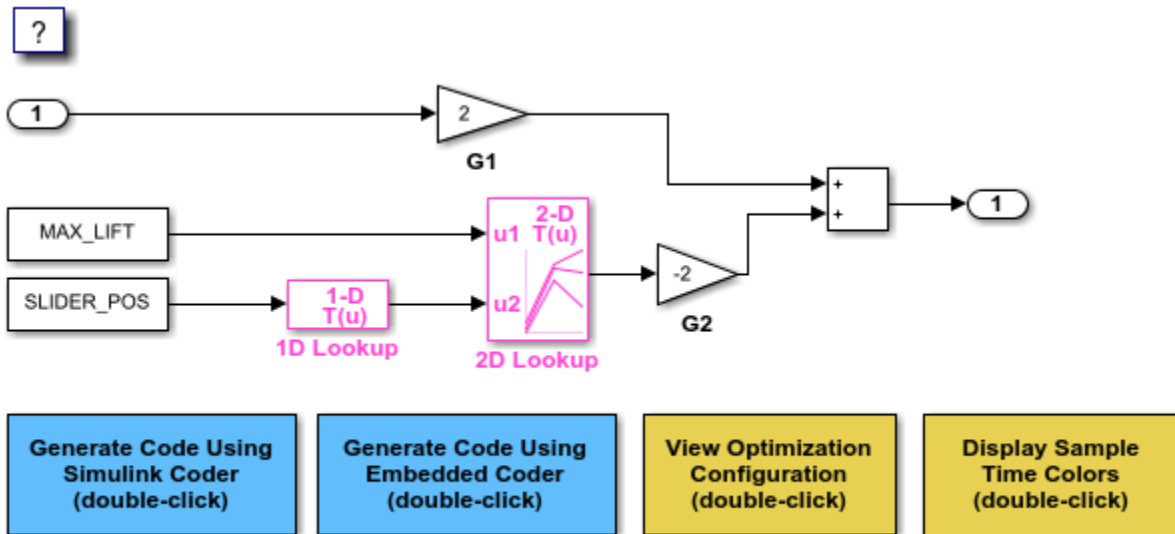 ?
1
2
G1
+
+
1
MAX_LIFT
u1
2-D
T(u)
-2
G2
SLIDER_POS
1-D
T(u)
1D Lookup
u2
2D Lookup
Generate Code Using
Simulink Coder
(double-click)
Generate Code Using
Embedded Coder
(double-click)
View Optimization
Configuration
(double-click)
Display Sample
Time Colors
(double-click)